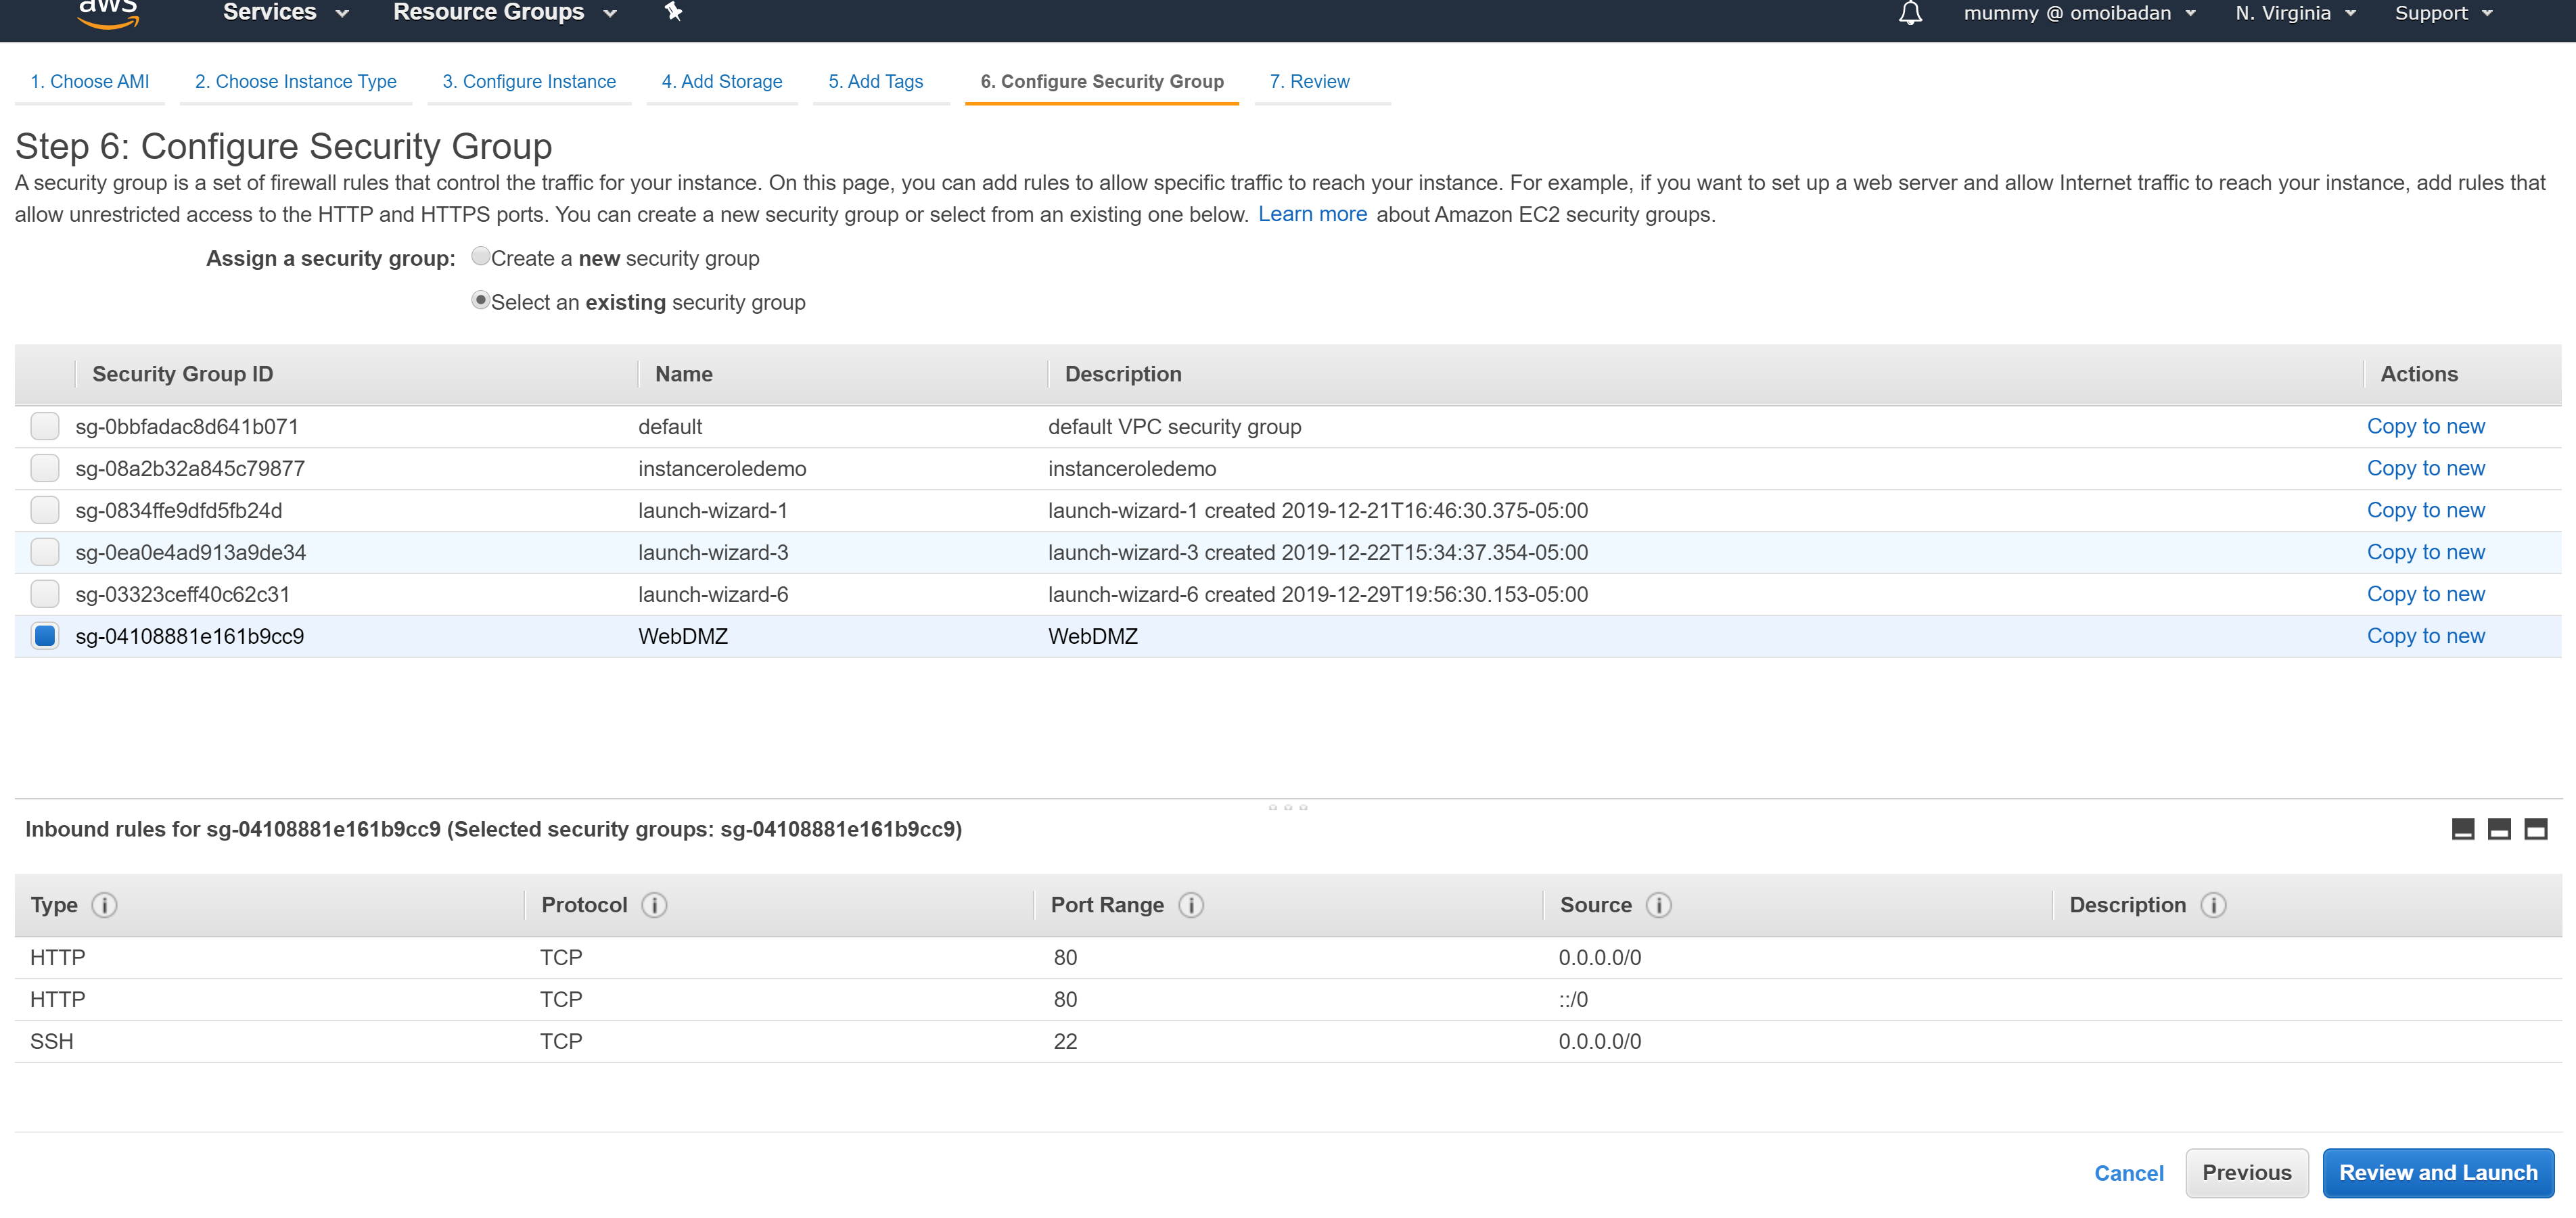 aws Services Resource Groups mummy @ omoibadan N. Virginia Support
1. Choose AMI 2. Choose Instance Type 3. Configure Instance 4. Add Storage 5. Add Tags 6. Configure Security Group 7. Review
Step 6: Configure Security Group
A security group is a set of firewall rules that control the traffic for your instance. On this page, you can add rules to allow specific traffic to reach your instance. For example, if you want to set up a web server and allow Internet traffic to reach your instance, add rules that
allow unrestricted access to the HTTP and HTTPS ports. You can create a new security group or select from an existing one below. Learn more about Amazon EC2 security groups.
Assign a security group: Create a new security group
Select an existing security group
Security Group ID Name Description Actions
sg-0bbfadac8d641b071 default default VPC security group Copy to new
sg-08a2b32a845c79877 instanceroledemo instanceroledemo Copy to new
sg-0834ffe9dfd5fb24d launch-wizard-1 launch-wizard-1 created 2019-12-21T16:46:30.375-05:00 Copy to new
sg-0ea0e4ad913a9de34 launch-wizard-3 launch-wizard-3 created 2019-12-22T15:34:37.354-05:00 Copy to new
sg-03323ceff40c62c31 launch-wizard-6 launch-wizard-6 created 2019-12-29T19:56:30.153-05:00 Copy to new
sg-04108881e161b9cc9 WebDMZ WebDMZ Copy to new
Inbound rules for sg-04108881e161b9cc9 (Selected security groups: sg-04108881e161b9cc9)
Type i Protocol i Port Range i Source i Description i
HTTP TCP 80 0.0.0.0/0
HTTP TCP 80 ::/0
SSH TCP 22 0.0.0.0/0
Cancel Previous Review and Launch